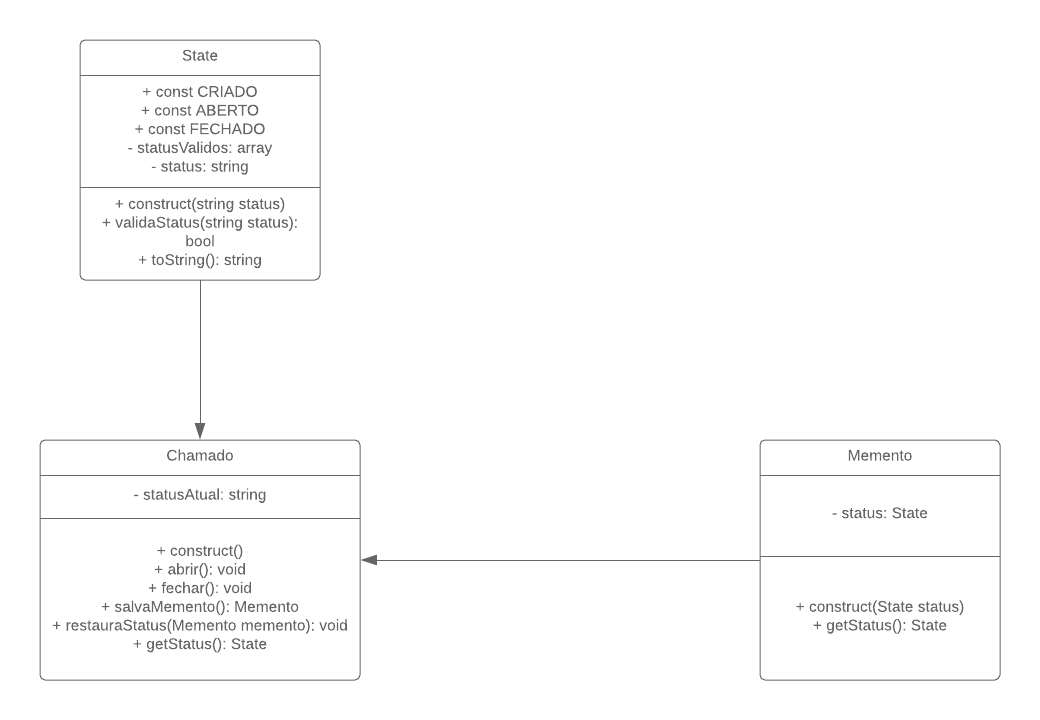 State
+ const CRIADO
+ const ABERTO
+ const FECHADO
- statusValidos: array
- status: string
+ construct(string status)
+ validaStatus(string status):
bool
+ toString(): string
Chamado
- statusAtual: string
+ construct()
+ abrir(): void
+ fechar(): void
+ salvaMemento(): Memento
+ restauraStatus(Memento memento): void
+ getStatus(): State
Memento
- status: State
+ construct(State status)
+ getStatus(): State